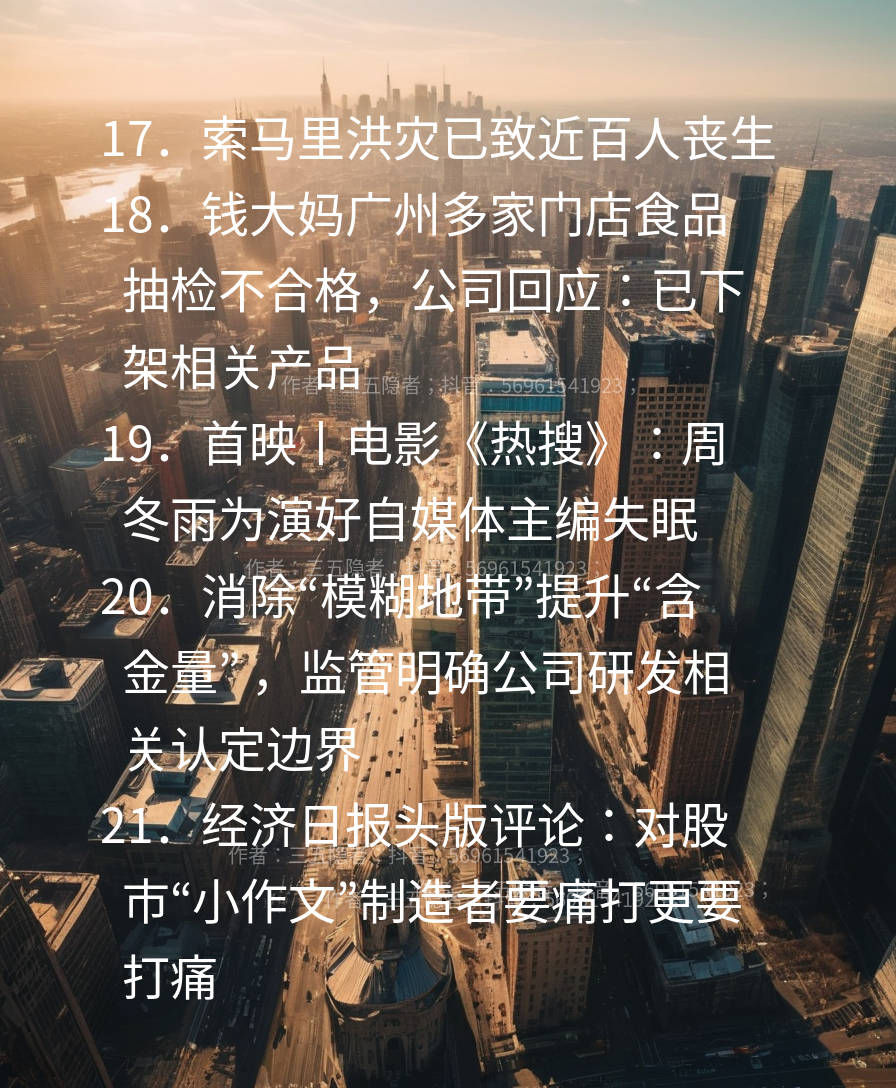 17. 索马里洪灾已致近百人丧生
18. 钱大妈广州多家门店食品
抽检不合格，公司回应：已下
架相关产品
作者：三五隐者；抖音：56961541923；
19. 首映丨电影《热搜》：周
冬雨为演好自媒体主编失眠
作者：三五隐者；抖音：56961541923；
20. 消除“模糊地带”提升“含
金量”，监管明确公司研发相
关认定边界
21. 经济日报头版评论：对股
作者：三五隐者；抖音：56961541923；
市“小作文”制造者要痛打更要
打痛